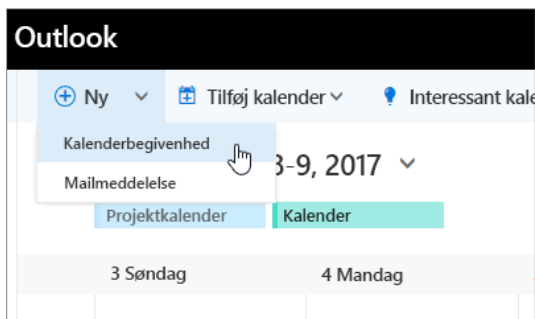 Outlook
Ny Tilføj kalender Interessant kale
Kalenderbegivenhed
Mailmeddelelse
3-9, 2017
Projektkalender Kalender
3 Søndag 4 Mandag